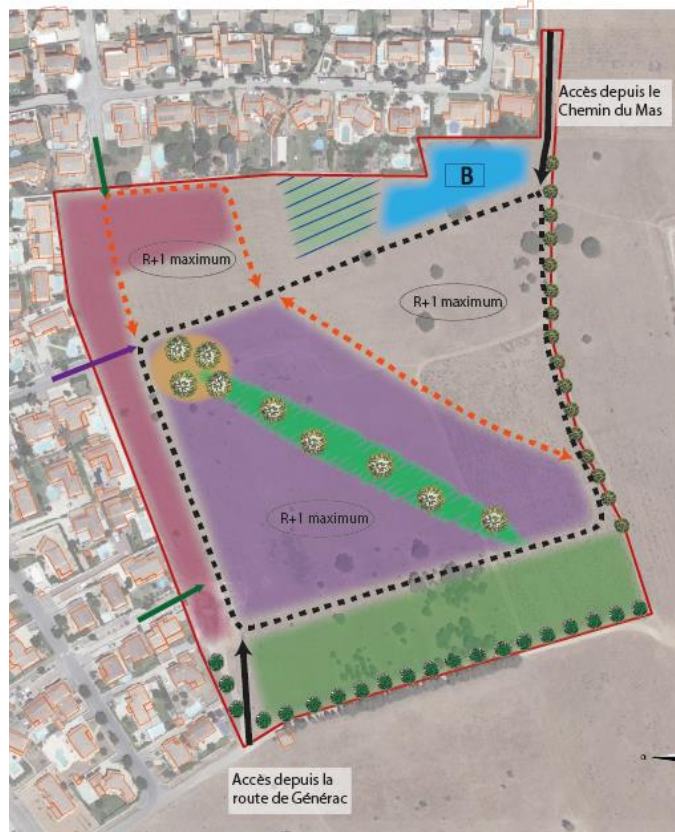 Accès depuis le
Chemin du Mas
B
R+1 maximum
R+1 maximum
R+1 maximum
Accès depuis la
route de Générac